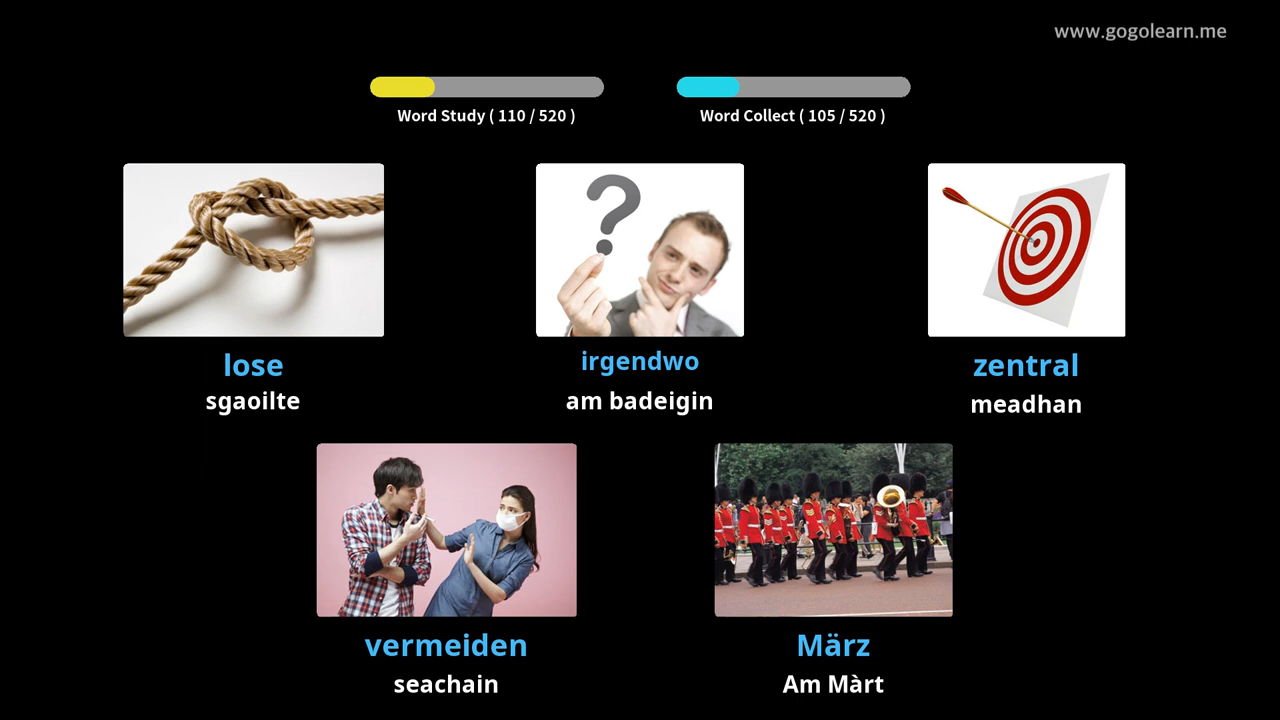 www.gogolearn.me
Word Study ( 110 / 520 )
Word Collect ( 105 / 520 )
lose
sgaoilte
irgendwo
am badeigin
zentral
meadhan
vermeiden
seachain
März
Am Màrt